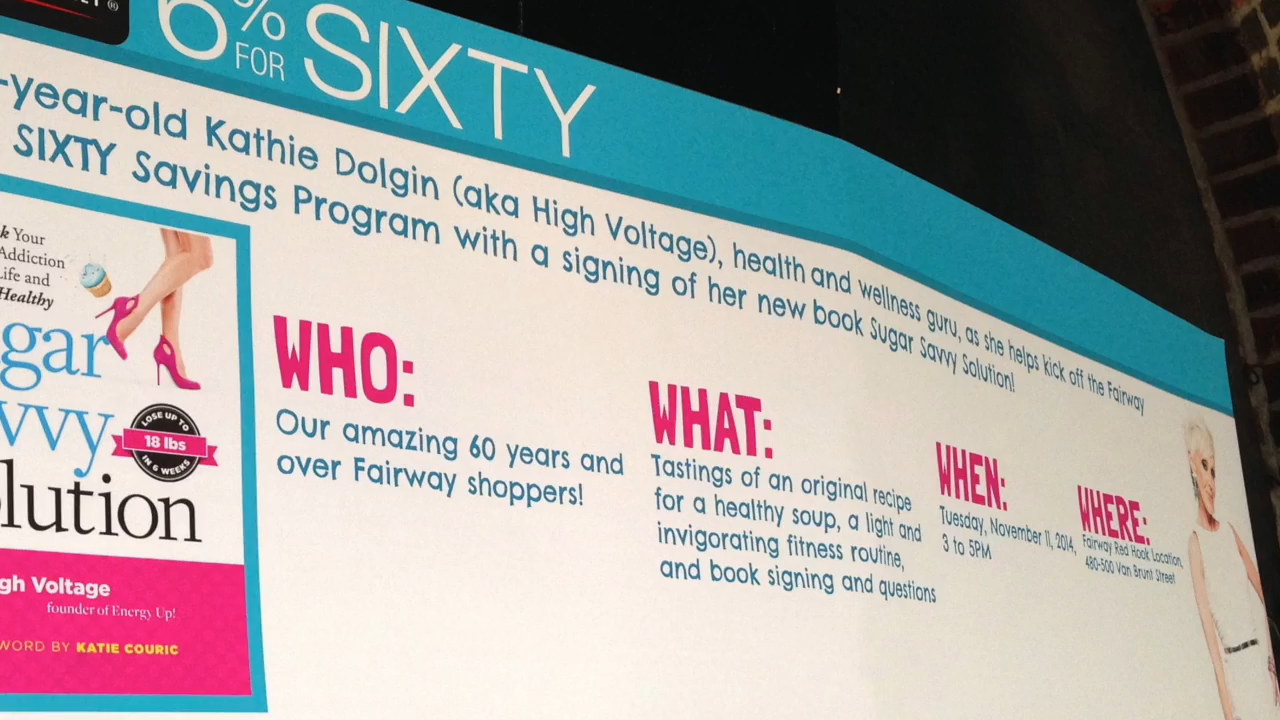 6% FOR SIXTY
-year-old Kathie Dolgin (aka High Voltage), health and wellness guru, as she helps kick off the Fairway
SIXTY Savings Program with a signing of her new book Sugar Savvy Solution!
k Your
Addiction
Life and
Healthy
gar
vvy
lution
LOSE UP TO
18 lbs
IN 6 WEEKS
gh Voltage
founder of Energy Up!
WORD BY KATIE COURIC
WHO:
Our amazing 60 years and
over Fairway shoppers!
WHAT:
Tastings of an original recipe
for a healthy soup, a light and
invigorating fitness routine,
and book signing and questions
WHEN:
Tuesday, November 11, 2014,
3 to 5PM
WHERE:
Fairway Red Hook Location,
480-500 Van Brunt Street